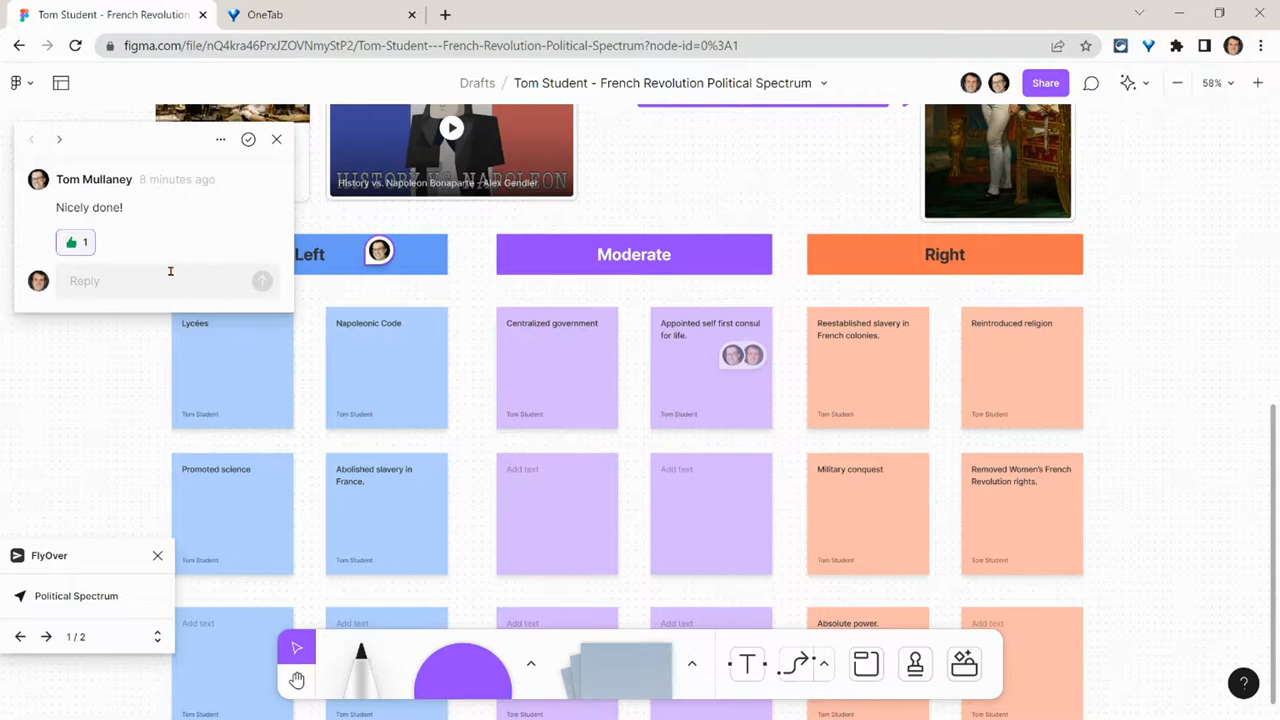 Tom Student - French Revolution
OneTab
figma.com/file/nQ4kra46PrxJZOVNmyStP2/Tom-Student---French-Revolution-Political-Spectrum?node-id=0%3A1
Drafts / Tom Student - French Revolution Political Spectrum
Share
58%
Tom Mullaney 8 minutes ago
Nicely done!
1
Reply
HISTORY VS. NAPOLEON
History vs. Napoleon Bonaparte - Alex Gendler
Left
Moderate
Right
Lycées
Tom Student
Napoleonic Code
Tom Student
Centralized government
Tom Student
Appointed self first consul
for life.
Tom Student
Reestablished slavery in
French colonies.
Tom Student
Reintroduced religion
Tom Student
Promoted science
Tom Student
Abolished slavery in
France.
Tom Student
Add text
Add text
Military conquest
Tom Student
Removed Women's French
Revolution rights.
Tom Student
Add text
Add text
Add text
Add text
Absolute power.
Add text
Tom Student
FlyOver
Political Spectrum
1 / 2
T
?